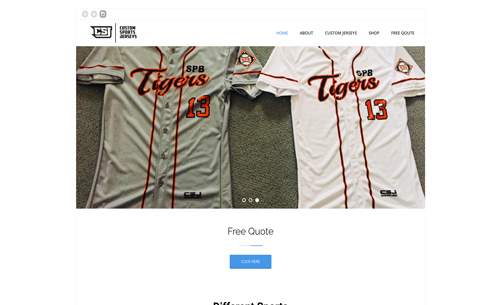 CSJ
CUSTOM
SPORTS
JERSEYS
HOME ABOUT CUSTOM JERSEYS SHOP FREE QOUTE
SPB
Tigers
13
CSJ
SPB
Tigers
13
CSJ
Free Quote
CLICK HERE
Different Sports